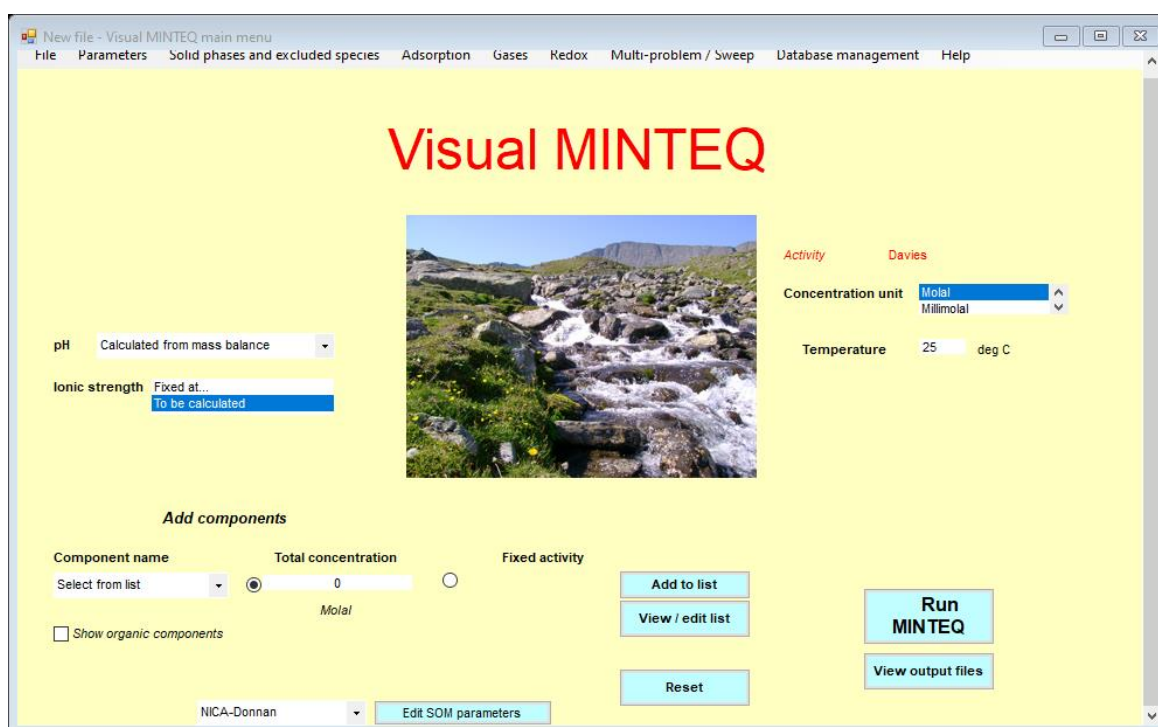 New file - Visual MINTEQ main menu
File Parameters Solid phases and excluded species Adsorption Gases Redox Multi-problem / Sweep Database management Help
Visual MINTEQ
Activity Davies
Concentration unit Molal
Millimolal
pH Calculated from mass balance
Temperature 25 deg C
Ionic strength Fixed at...
To be calculated
Add components
Component name Total concentration Fixed activity
Select from list 0
Add to list
Molal
Show organic components
View / edit list
Run
MINTEQ
View output files
Reset
NICA-Donnan Edit SOM parameters